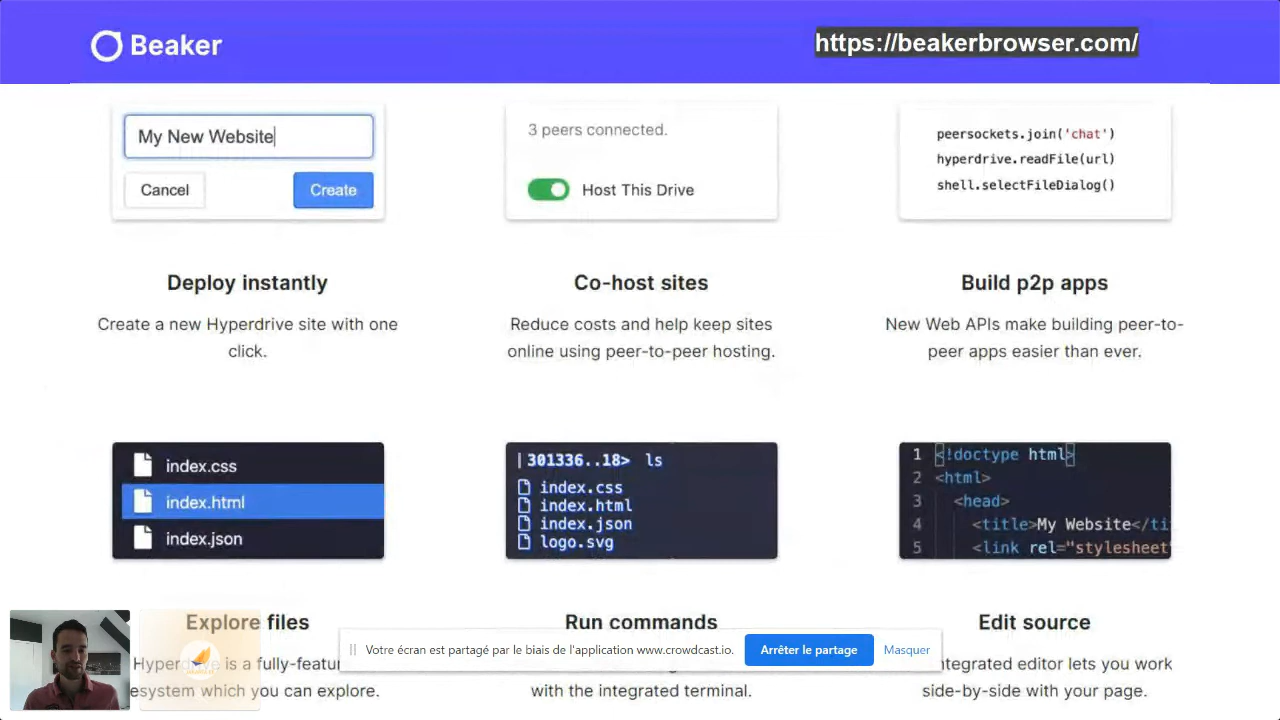 Beaker
https://beakerbrowser.com/
My New Website
Cancel
Create
3 peers connected.
Host This Drive
peersockets.join('chat')
hyperdrive.readFile(url)
shell.selectFileDialog()
Deploy instantly
Create a new Hyperdrive site with one
click.
Co-host sites
Reduce costs and help keep sites
online using peer-to-peer hosting.
Build p2p apps
New Web APIs make building peer-to-
peer apps easier than ever.
index.css
index.html
index.json
| 301336..18> ls
index.css
index.html
index.json
logo.svg
1 <!doctype html>
2 <html>
3 <head>
4 <title>My Website</ti
5 <link rel="stylesheet"
Explore files
Hyperdrive is a fully-featu
esystem which you can explore.
Run commands
with the integrated terminal.
Edit source
integrated editor lets you work
side-by-side with your page.
Votre écran est partagé par le biais de l'application www.crowdcast.io.
Arrêter le partage
Masquer